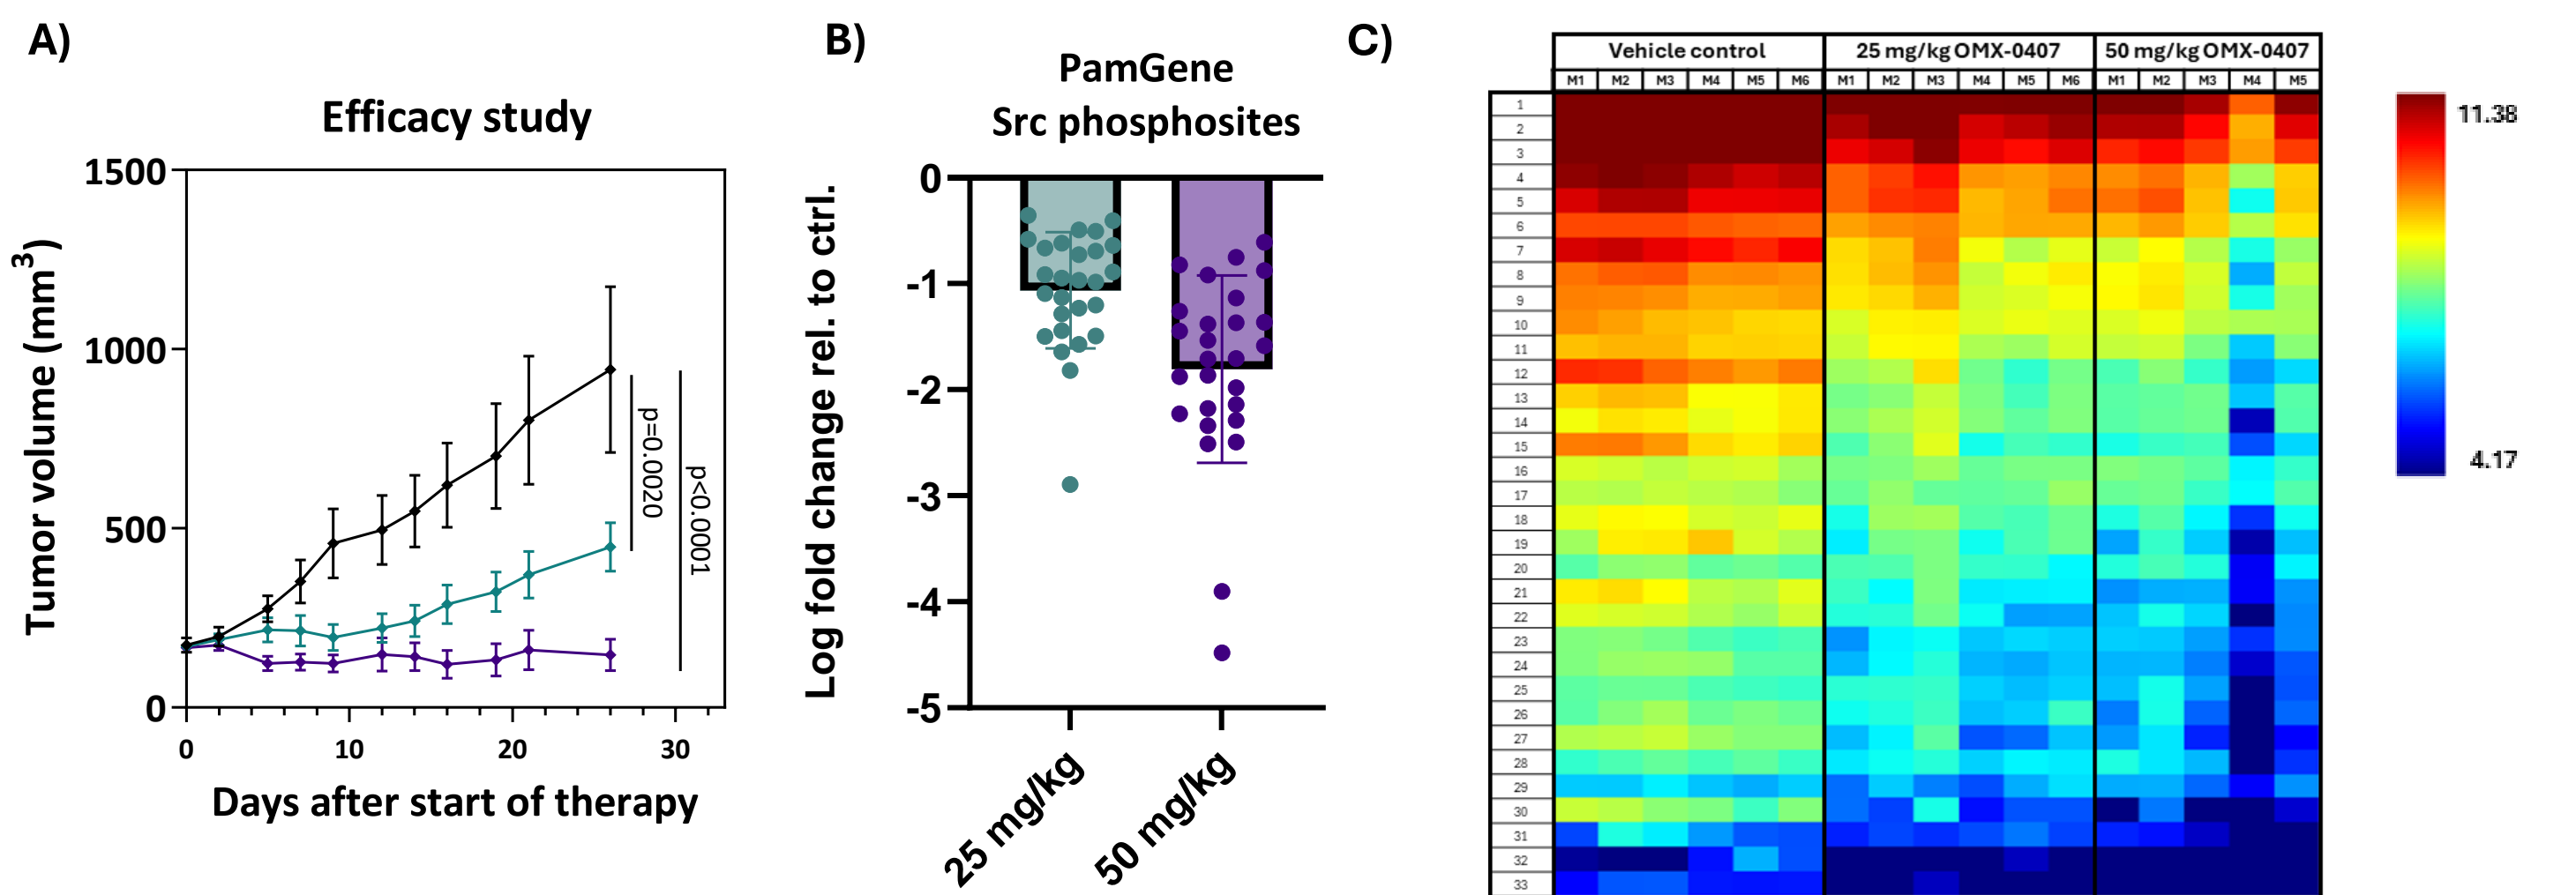 A)
Efficacy study
Tumor volume (mm³)
1500
1000
500
0
0 10 20 30
Days after start of therapy
p=0.0020
p<0.0001
B)
PamGene
Src phosphosites
Log fold change rel. to ctrl.
0
-1
-2
-3
-4
-5
25 mg/kg
50 mg/kg
C)
Vehicle control 25 mg/kg OMX-0407 50 mg/kg OMX-0407
M1 M2 M3 M4 M5 M6 M1 M2 M3 M4 M5 M6 M1 M2 M3 M4 M5
1
2
3
4
5
6
7
8
9
10
11
12
13
14
15
16
17
18
19
20
21
22
23
24
25
26
27
28
29
30
31
32
33
11.38
4.17